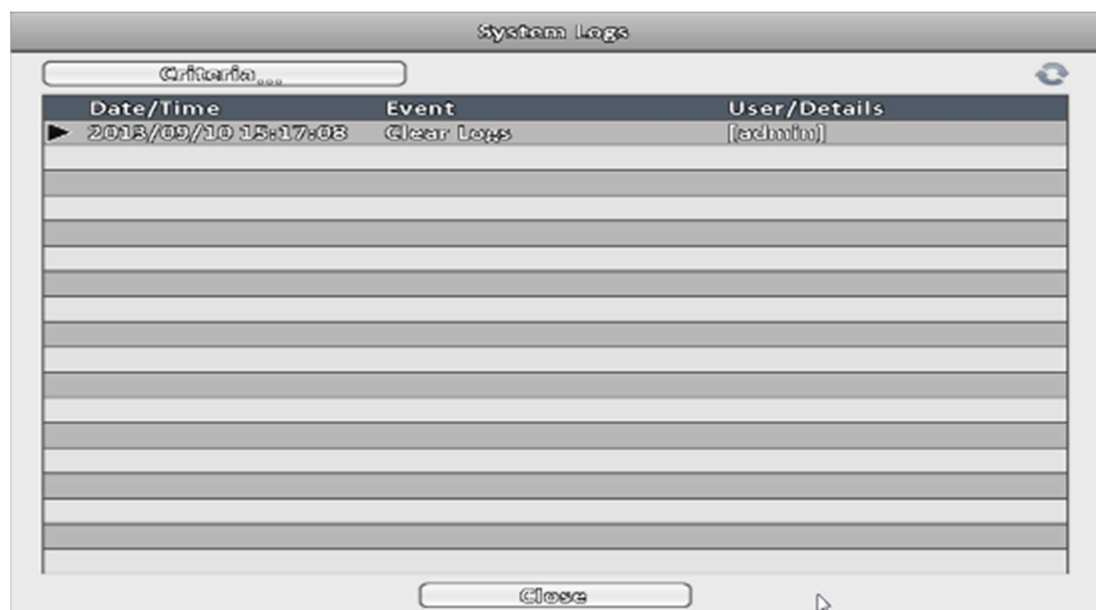 System Logs
Criteria...
Date/Time Event User/Details
2013/09/10 15:17:08 Clear Logs [admin]
Close